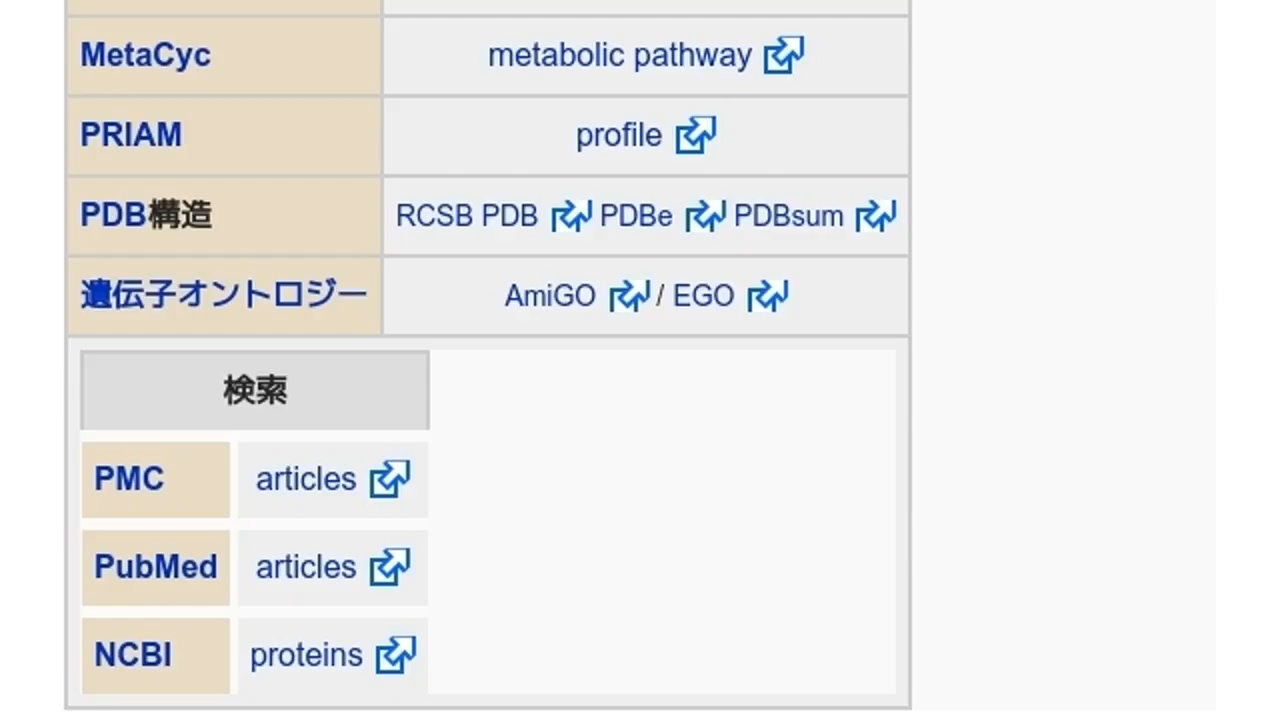 MetaCyc metabolic pathway
PRIAM profile
PDB構造 RCSB PDB PDBe PDBsum
遺伝子オントロジー AmiGO / EGO
検索
PMC articles
PubMed articles
NCBI proteins